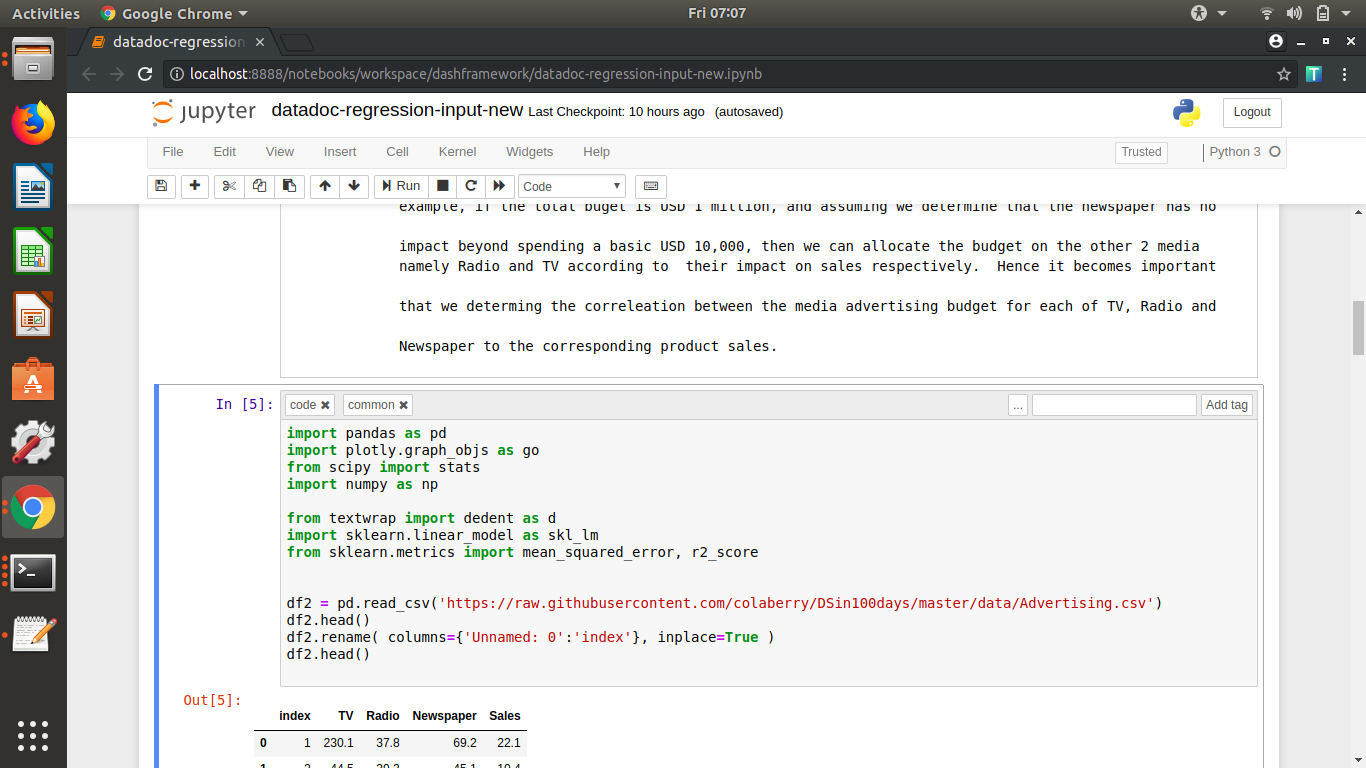 Activities Google Chrome Fri 07:07
datadoc-regression
localhost:8888/notebooks/workspace/dashframework/datadoc-regression-input-new.ipynb
jupyter datadoc-regression-input-new Last Checkpoint: 10 hours ago (autosaved) Logout
File Edit View Insert Cell Kernel Widgets Help Trusted Python 3
Run Code
example, if the total buget is USD 1 million, and assuming we determine that the newspaper has no
impact beyond spending a basic USD 10,000, then we can allocate the budget on the other 2 media
namely Radio and TV according to  their impact on sales respectively.  Hence it becomes important
that we determing the correleation between the media advertising budget for each of TV, Radio and
Newspaper to the corresponding product sales.
In [5]: code common ... Add tag
import pandas as pd
import plotly.graph_objs as go
from scipy import stats
import numpy as np
from textwrap import dedent as d
import sklearn.linear_model as skl_lm
from sklearn.metrics import mean_squared_error, r2_score
df2 = pd.read_csv('https://raw.githubusercontent.com/colaberry/DSin100days/master/data/Advertising.csv')
df2.head()
df2.rename( columns={'Unnamed: 0':'index'}, inplace=True )
df2.head()
Out[5]:
index TV Radio Newspaper Sales
0 1 230.1 37.8 69.2 22.1
1 2 44.5 39.3 45.1 10.4